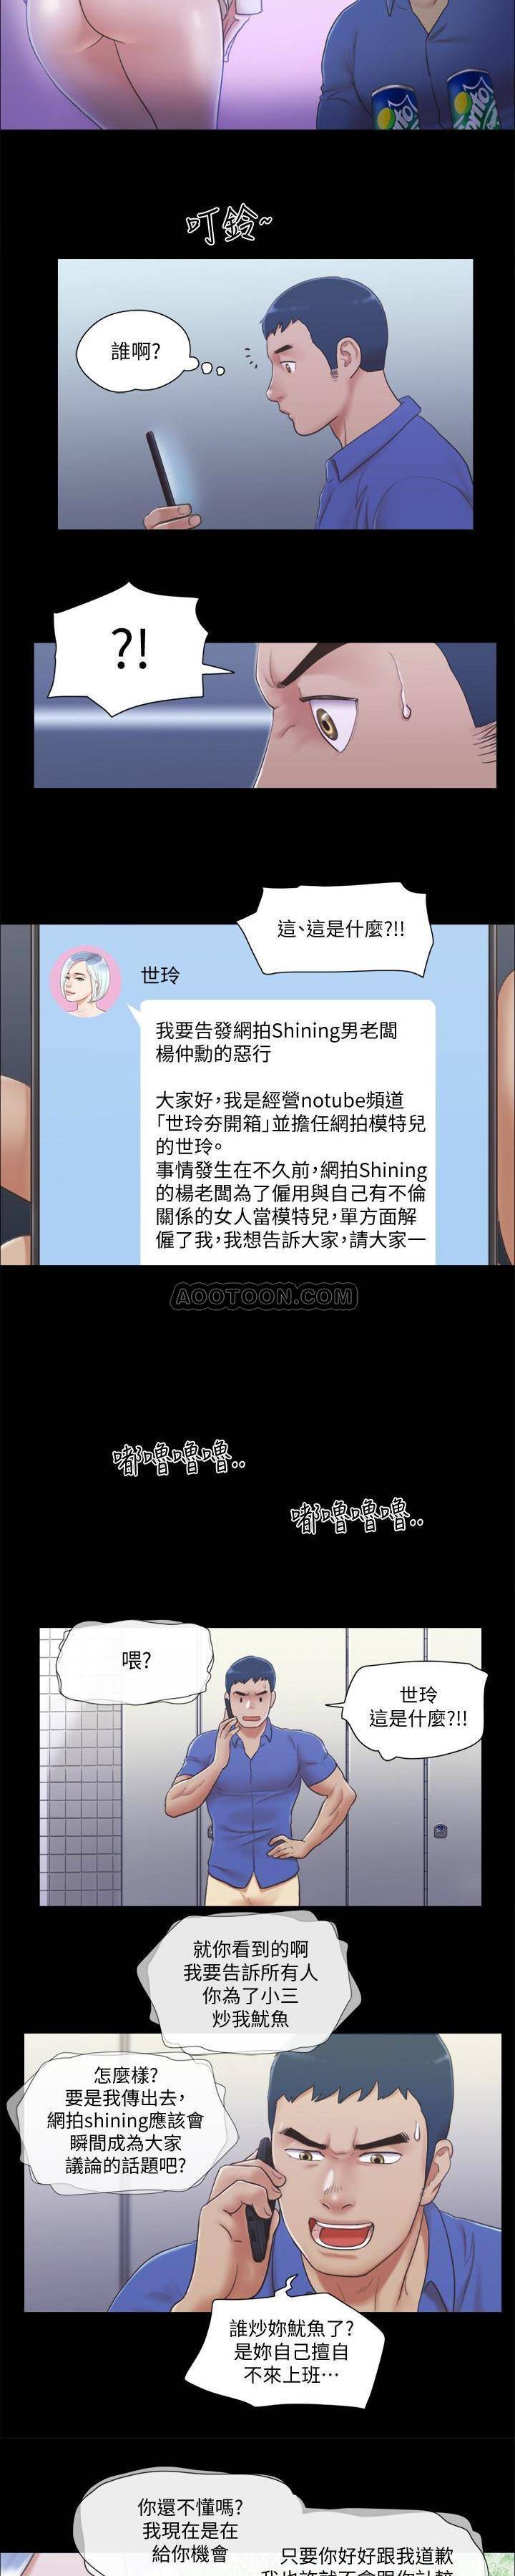 Sprite
Sprite
叮鈴~
誰啊?
?!
這、這是什麼?!!
世玲
我要告發網拍Shining男老闆
楊仲勳的惡行
大家好,我是經營notube頻道
「世玲夯開箱」並擔任網拍模特兒
的世玲。
事情發生在不久前,網拍Shining
的楊老闆為了僱用與自己有不倫
關係的女人當模特兒,單方面解
僱了我,我想告訴大家,請大家一
AOOTOON.COM
嘟嚕嚕嚕..
嘟嚕嚕嚕..
喂?
世玲
這是什麼?!!
就你看到的啊
我要告訴所有人
你為了小三
炒我魷魚
怎麼樣?
要是我傳出去,
網拍shining應該會
瞬間成為大家
議論的話題吧?
誰炒妳魷魚了?
是妳自己擅自
不來上班…
你還不懂嗎?
我現在是在
給你機會
只要你好好跟我道歉
我也許就不會跟你計較